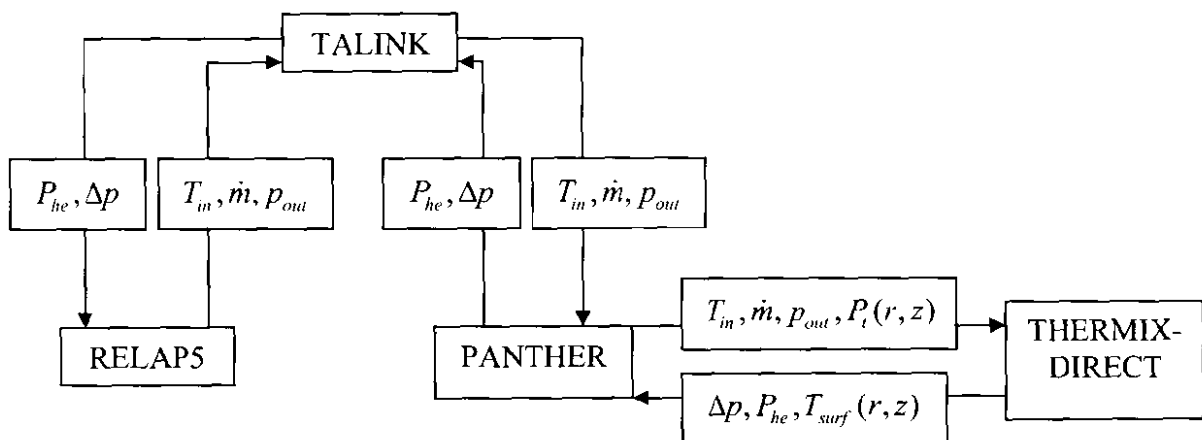 TALINK
P_he, Δp
T_in, ṁ, p_out
P_he, Δp
T_in, ṁ, p_out
RELAP5
PANTHER
T_in, ṁ, p_out, P_t(r, z)
THERMIX-
DIRECT
Δp, P_he, T_surf(r, z)